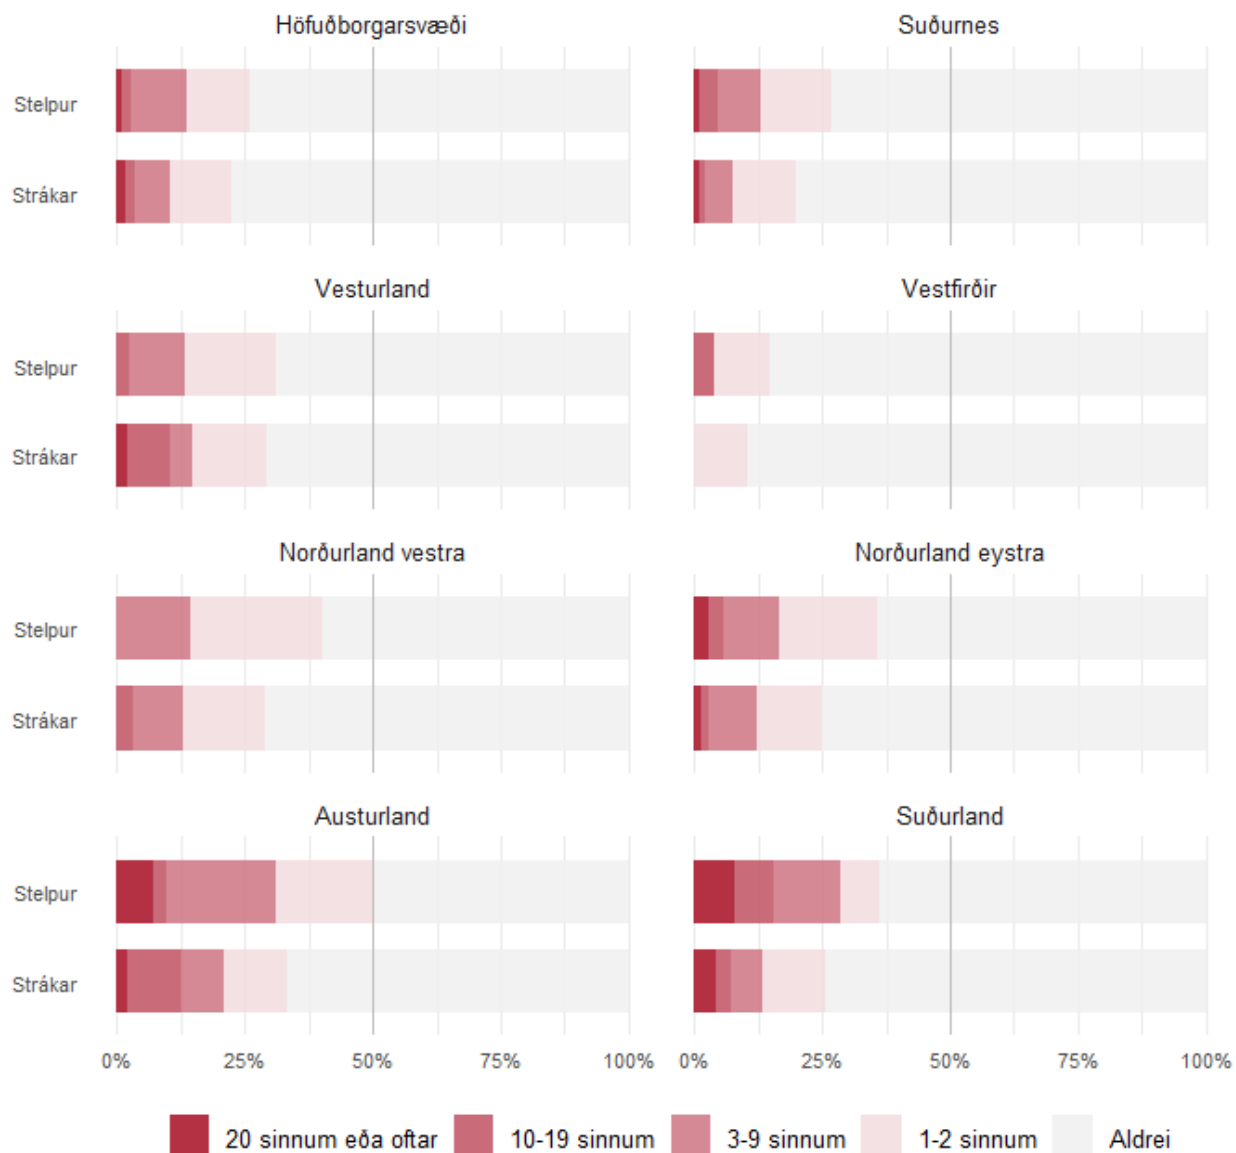 Höfuðborgarsvæði
Suðurnes
Stelpur
Strákar
Vesturland
Vestfirðir
Stelpur
Strákar
Norðurland vestra
Norðurland eystra
Stelpur
Strákar
Austurland
Suðurland
Stelpur
Strákar
0% 25% 50% 75% 100%
0% 25% 50% 75% 100%
20 sinnum eða oftar 10-19 sinnum 3-9 sinnum 1-2 sinnum Aldrei